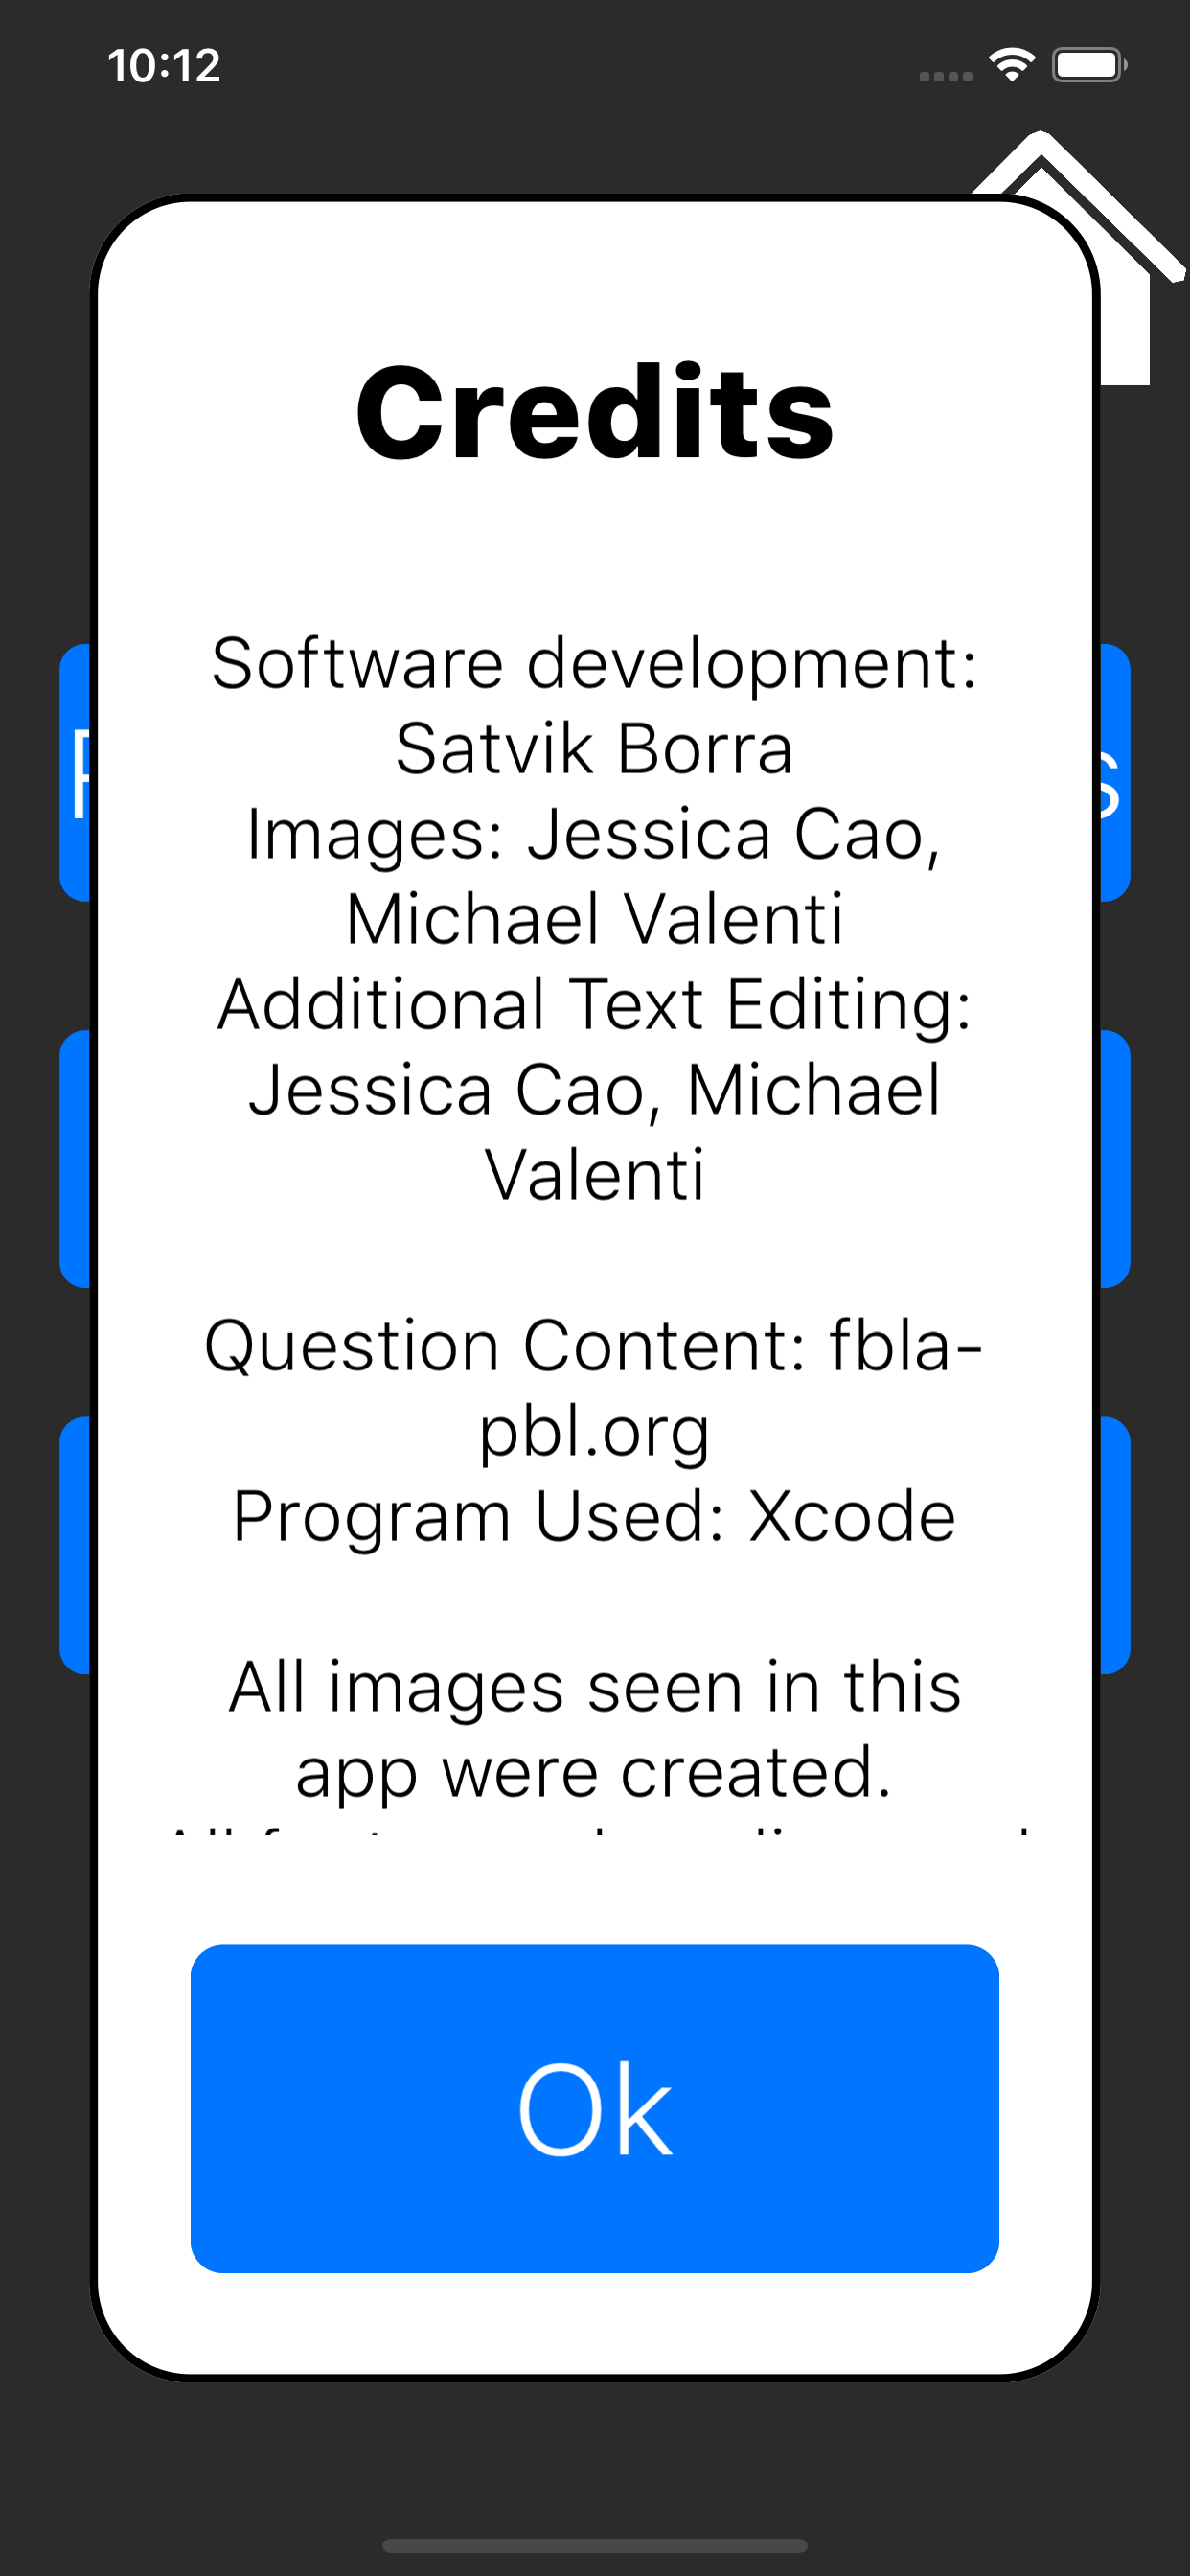 10:12
Credits
Software development:
Satvik Borra
Images: Jessica Cao,
Michael Valenti
Additional Text Editing:
Jessica Cao, Michael
Valenti
Question Content: fbla-
pbl.org
Program Used: Xcode
All images seen in this
app were created.
Ok